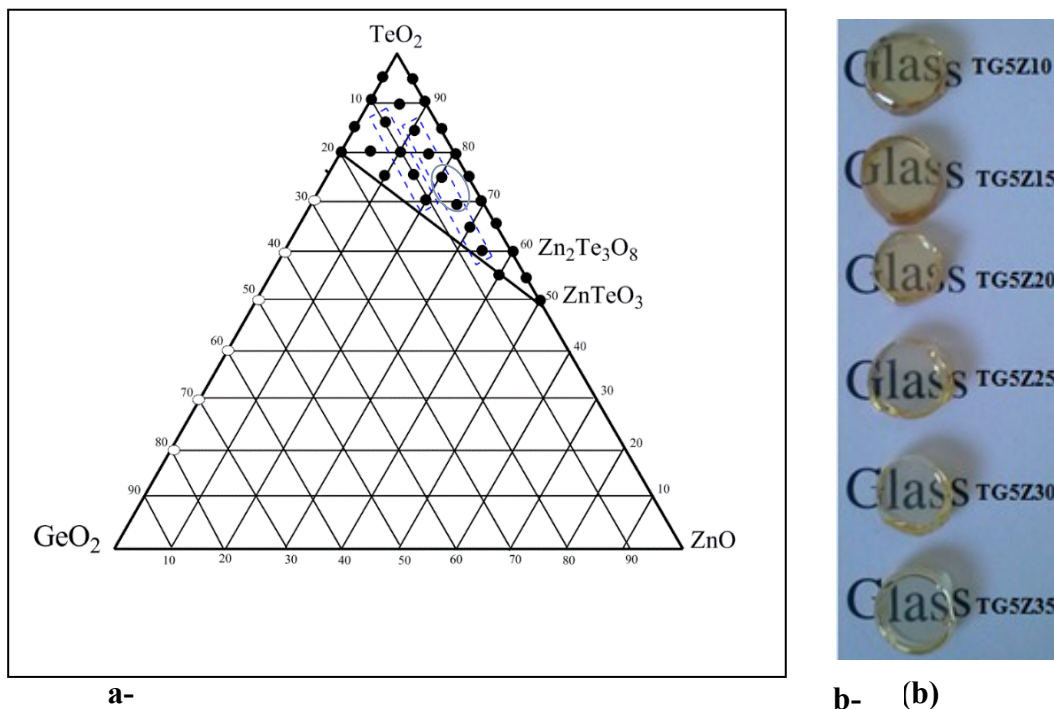 TeO₂
10 90
20 80
30 70
40 60 Zn₂Te₃O₈
50 50 ZnTeO₃
60 40
70 30
80 20
90 10
GeO₂ ZnO
10 20 30 40 50 60 70 80 90
a-
Glass TG5Z10
Glass TG5Z15
Glass TG5Z20
Glass TG5Z25
Glass TG5Z30
Glass TG5Z35
b- (b)